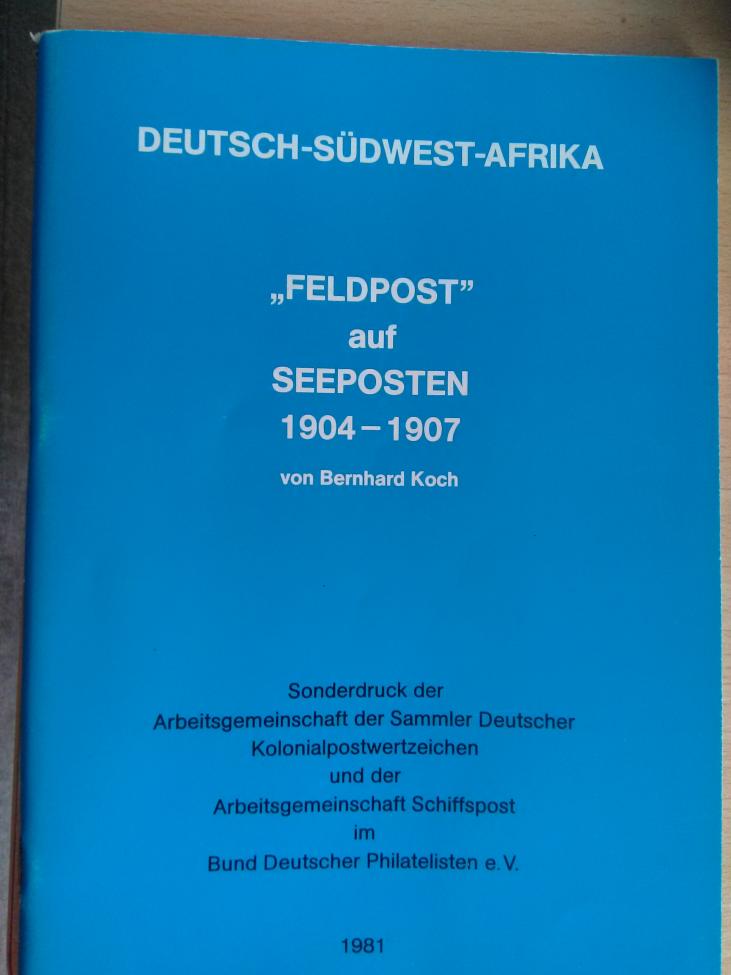 DEUTSCH-SÜDWEST-AFRIKA
„FELDPOST”
auf
SEEPOSTEN
1904 – 1907
von Bernhard Koch
Sonderdruck der
Arbeitsgemeinschaft der Sammler Deutscher
Kolonialpostwertzeichen
und der
Arbeitsgemeinschaft Schiffspost
im
Bund Deutscher Philatelisten e. V.
1981